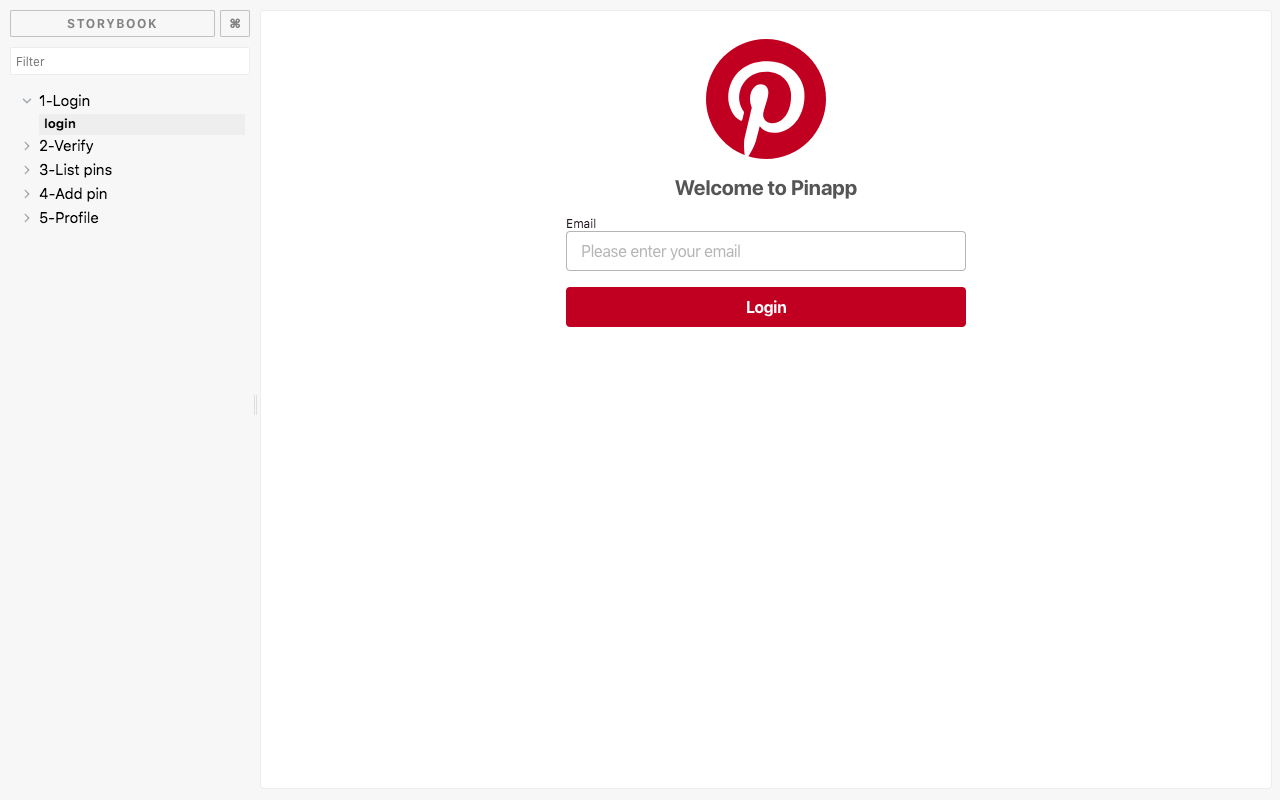 STORYBOOK ⌘
Filter
1-Login
login
2-Verify
3-List pins
4-Add pin
5-Profile
Welcome to Pinapp
Email
Please enter your email
Login